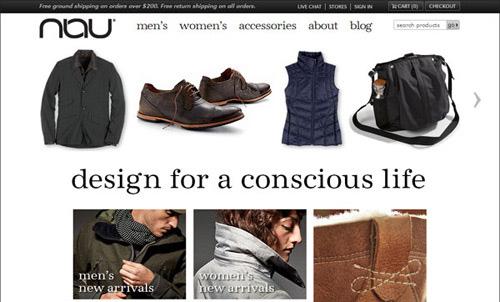 Free ground shipping on orders over $200. Free return shipping on all orders.
LIVE CHAT | STORES | SIGN IN
CART (0)
CHECKOUT
nau
men's women's accessories about blog
search products
go
design for a conscious life
men's
new arrivals
women's
new arrivals